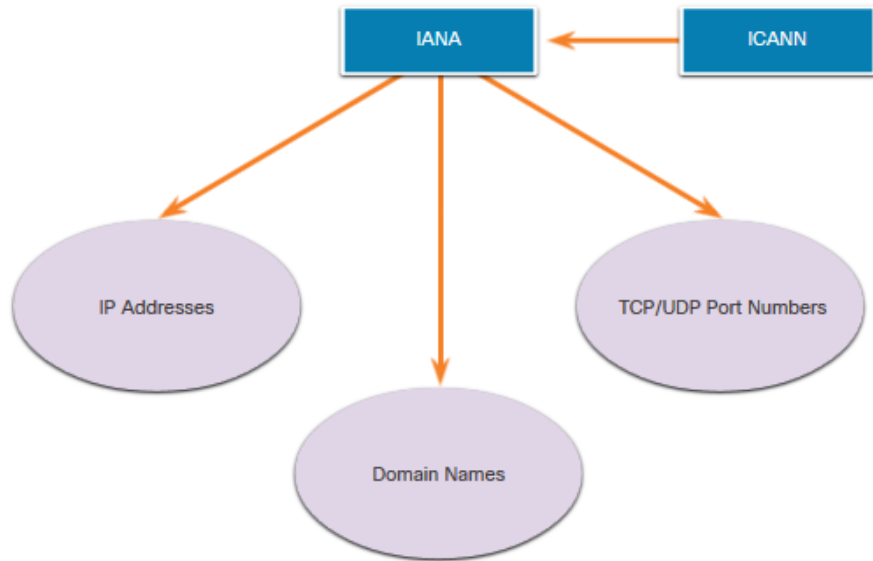 IANA
ICANN
IP Addresses
TCP/UDP Port Numbers
Domain Names